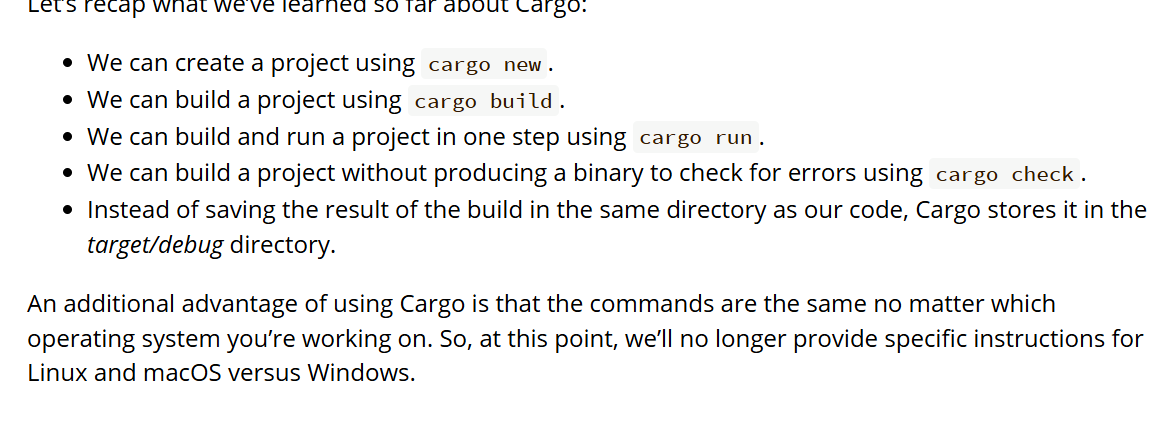 Let's recap what we've learned so far about Cargo:
• We can create a project using cargo new.
• We can build a project using cargo build.
• We can build and run a project in one step using cargo run.
• We can build a project without producing a binary to check for errors using cargo check.
• Instead of saving the result of the build in the same directory as our code, Cargo stores it in the
target/debug directory.
An additional advantage of using Cargo is that the commands are the same no matter which
operating system you’re working on. So, at this point, we’ll no longer provide specific instructions for
Linux and macOS versus Windows.